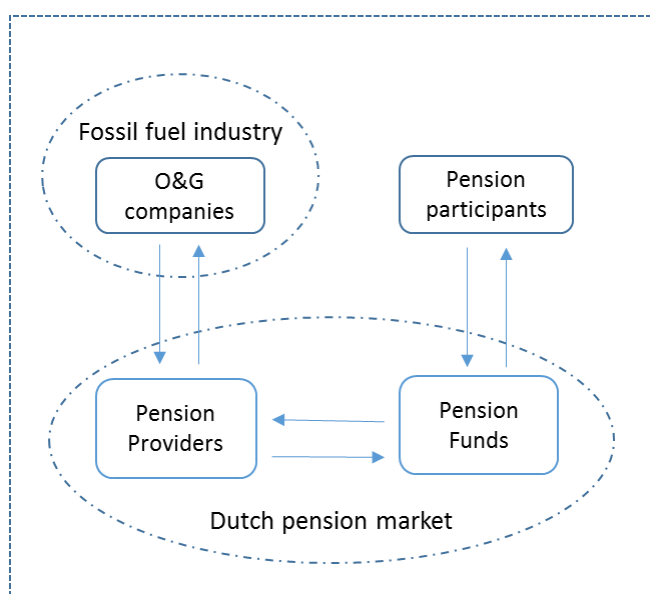 Fossil fuel industry
O&G
companies
Pension
participants
Pension
Providers
Pension
Funds
Dutch pension market